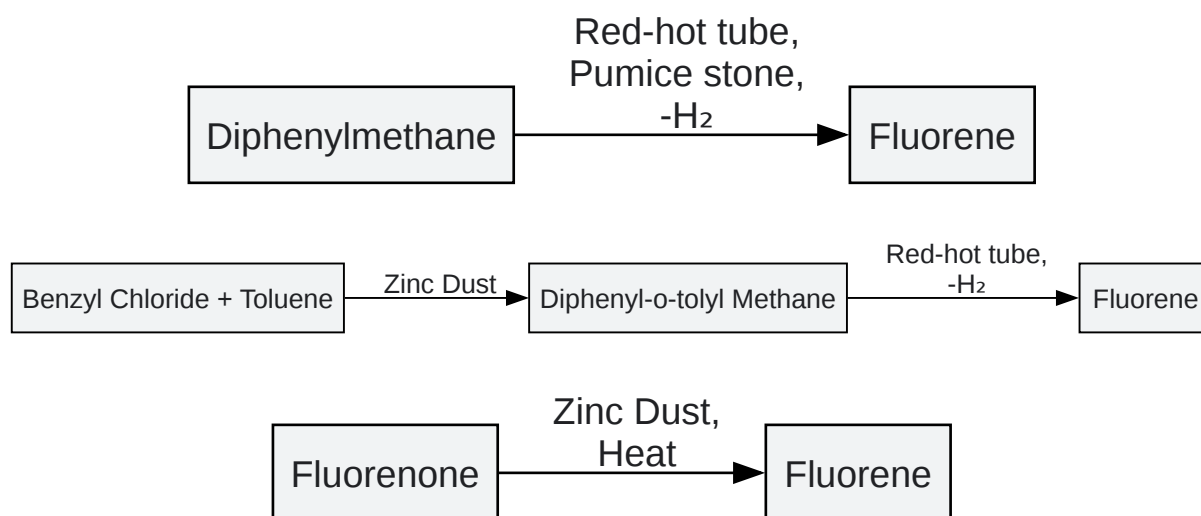 Red-hot tube,
Pumice stone,
-H₂
Diphenylmethane
Fluorene
Benzyl Chloride + Toluene
Zinc Dust
Diphenyl-o-tolyl Methane
Red-hot tube,
-H₂
Fluorene
Fluorenone
Zinc Dust,
Heat
Fluorene